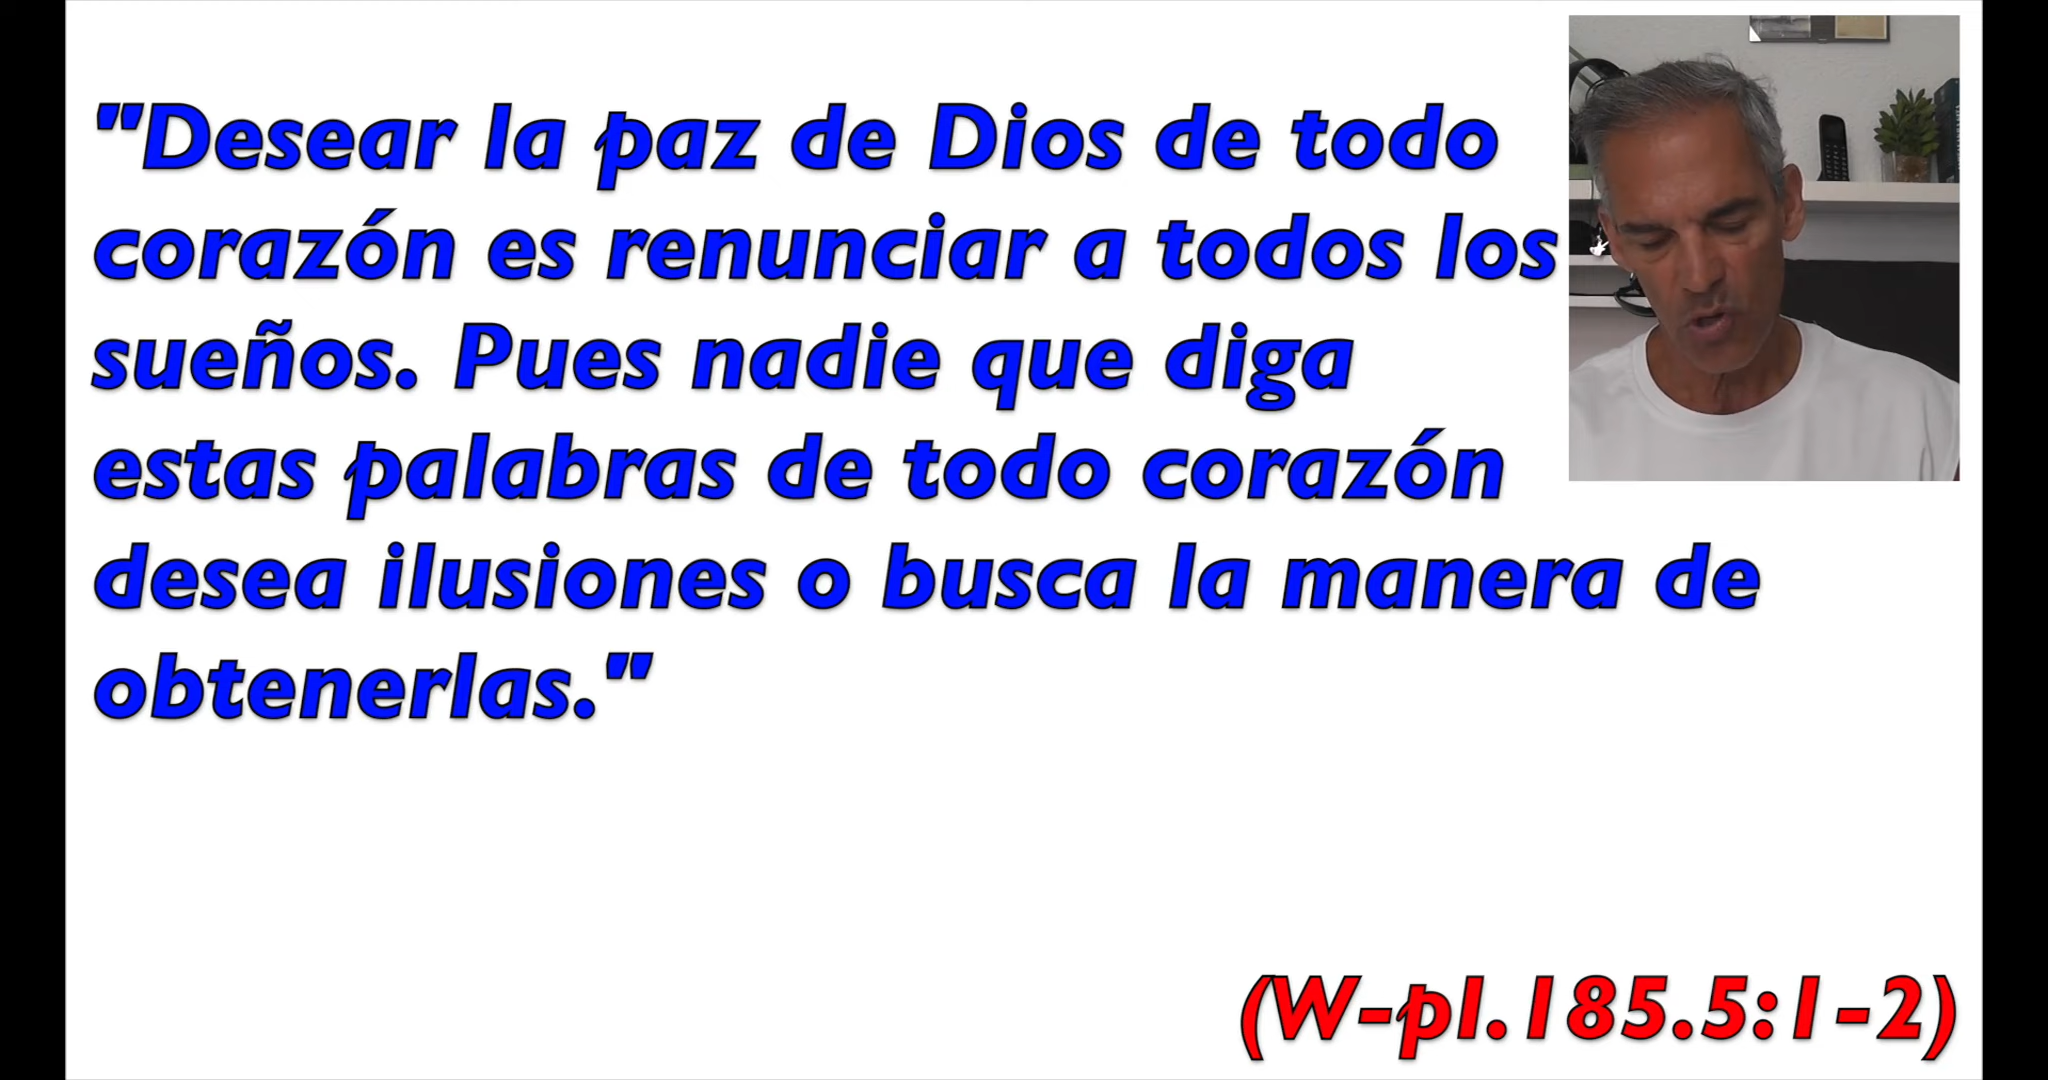 "Desear la paz de Dios de todo
corazón es renunciar a todos los
sueños. Pues nadie que diga
estas palabras de todo corazón
desea ilusiones o busca la manera de
obtenerlas."
(W-pI.185.5:1-2)